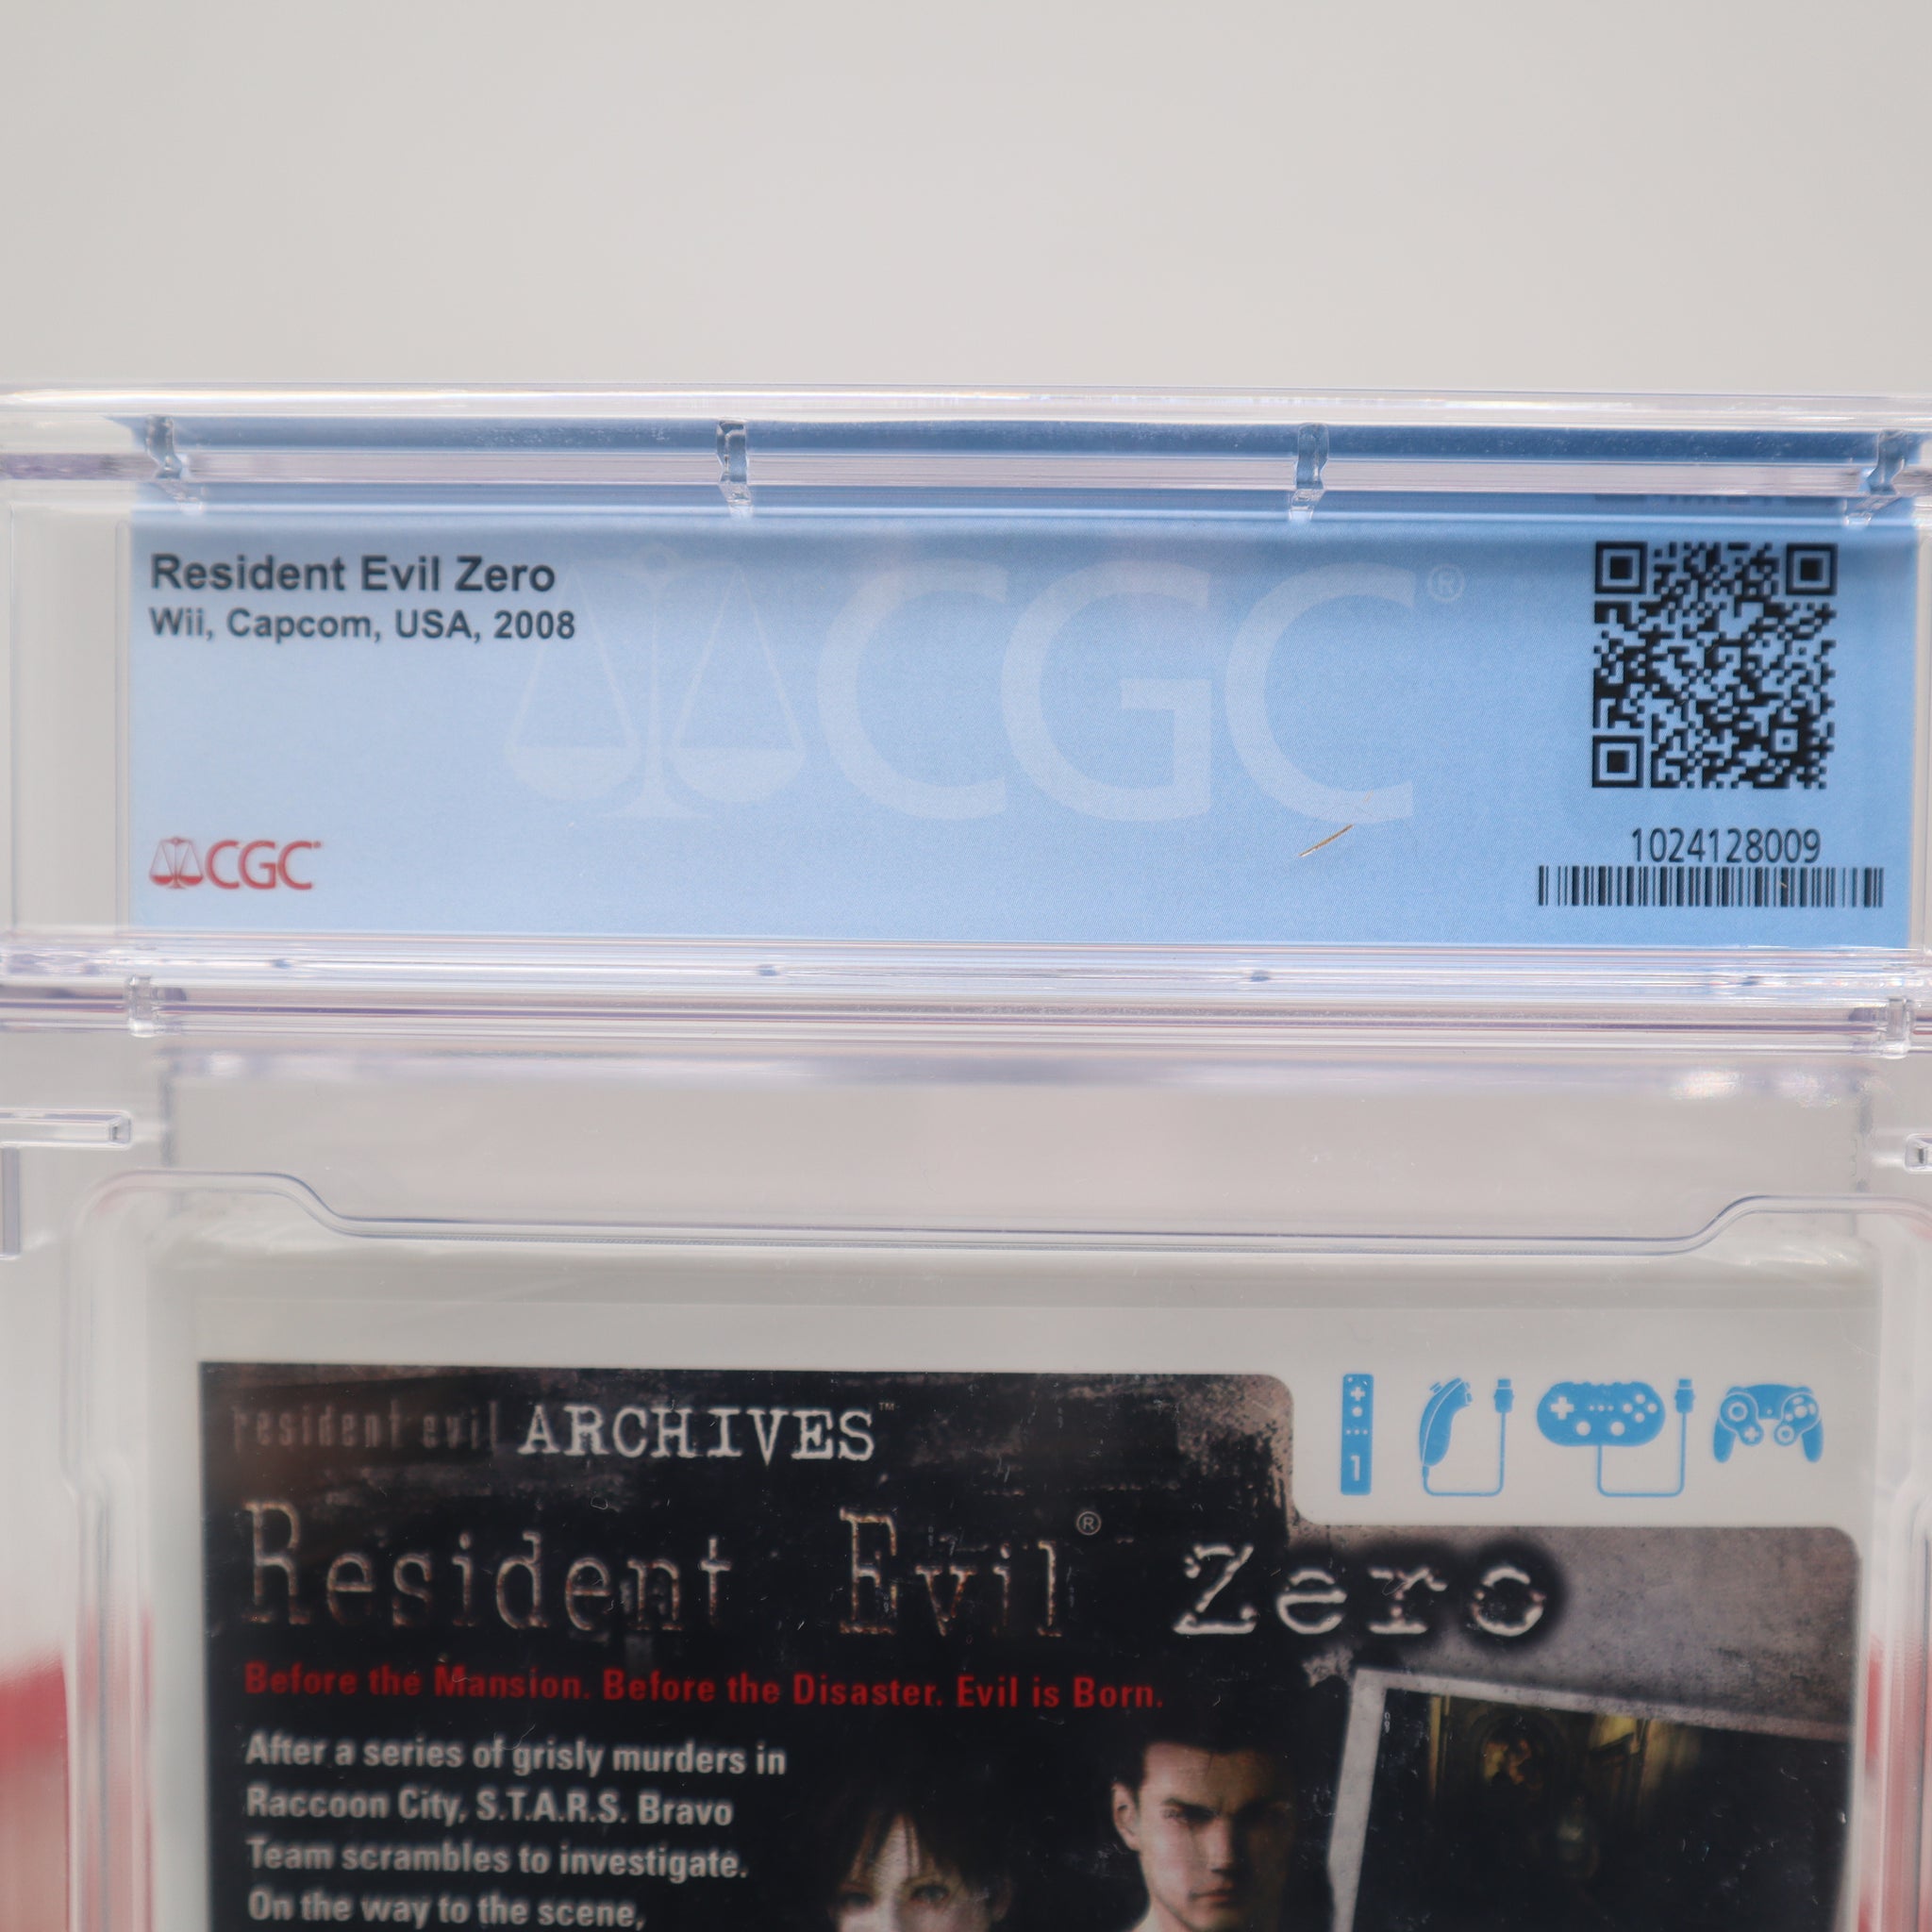 Resident Evil Zero
Wii, Capcom, USA, 2008
CGC®
CGC
1024128009
resident evil ARCHIVES™
Resident Evil® Zero
Before the Mansion. Before the Disaster. Evil is Born.
After a series of grisly murders in
Raccoon City, S.T.A.R.S. Bravo
Team scrambles to investigate.
On the way to the scene,
1